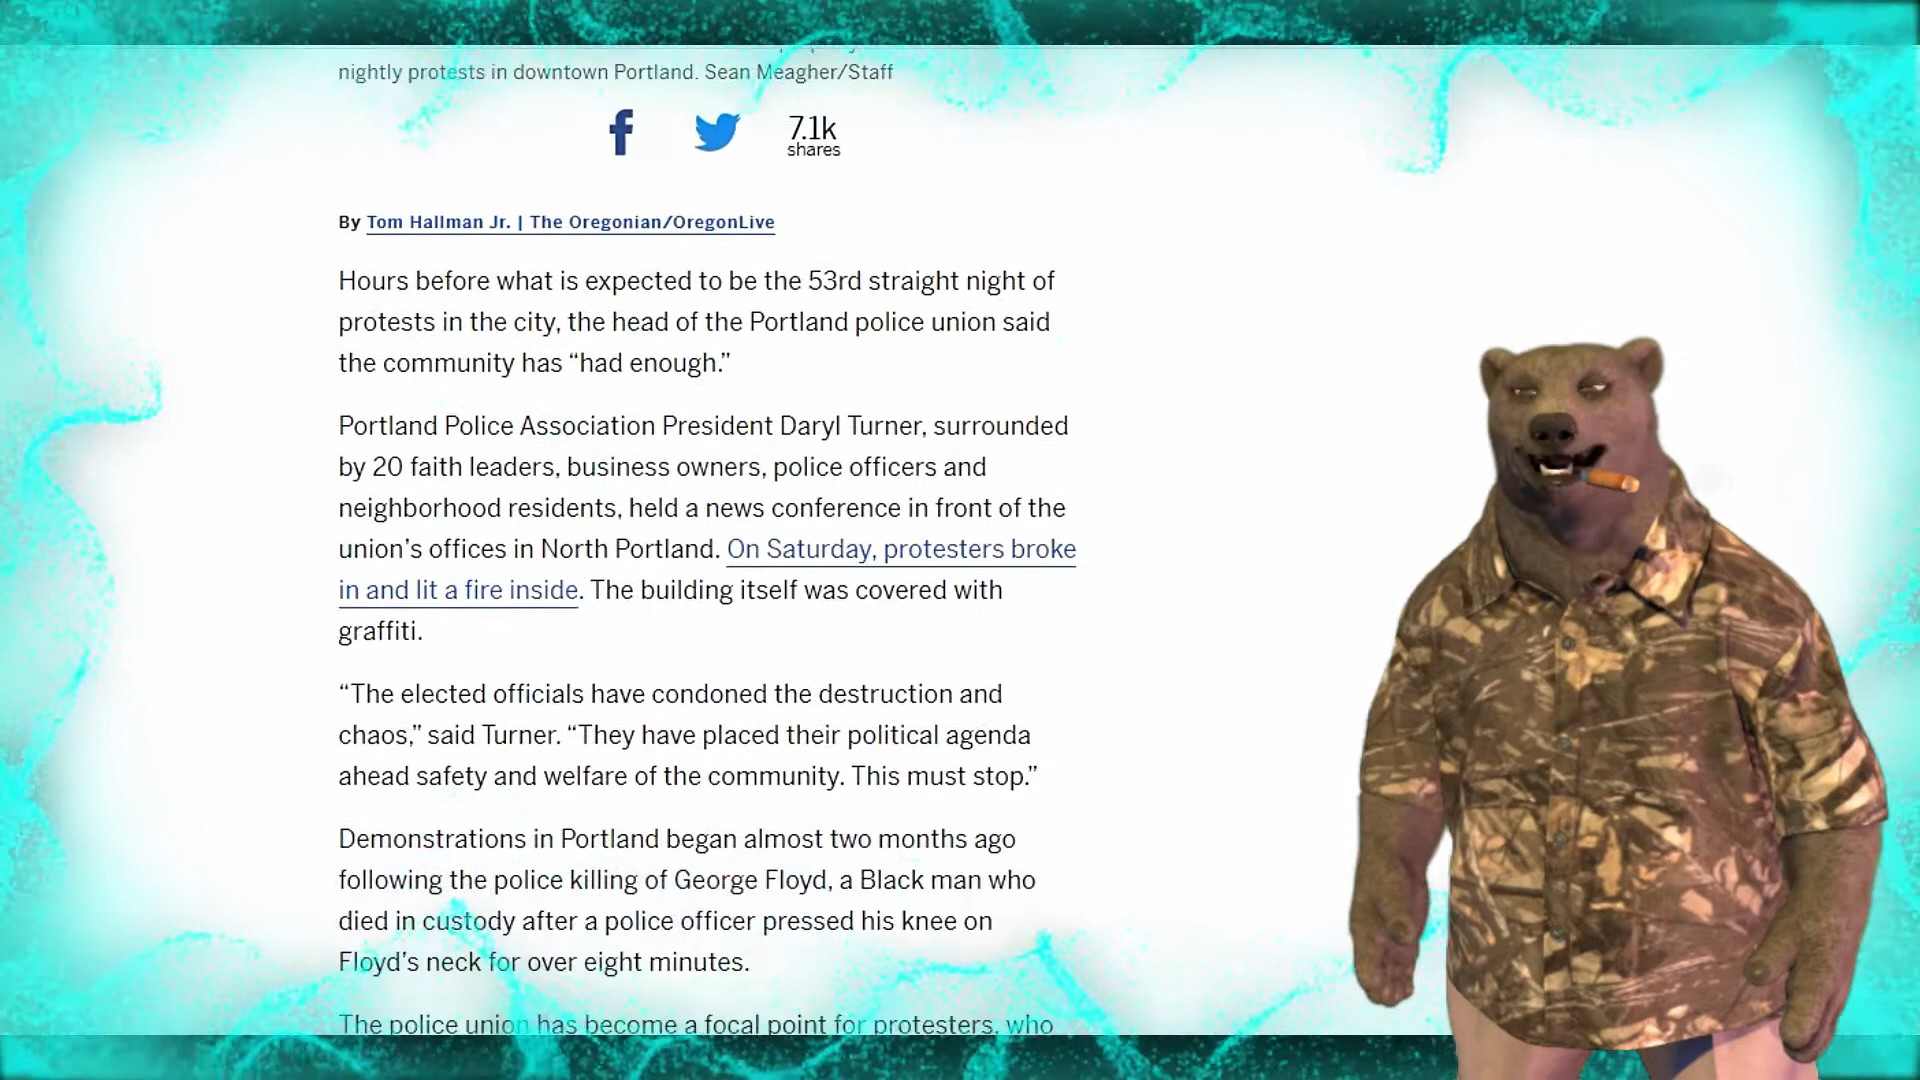 nightly protests in downtown Portland. Sean Meagher/Staff
7.1k
shares
By Tom Hallman Jr. | The Oregonian/OregonLive
Hours before what is expected to be the 53rd straight night of
protests in the city, the head of the Portland police union said
the community has “had enough.”
Portland Police Association President Daryl Turner, surrounded
by 20 faith leaders, business owners, police officers and
neighborhood residents, held a news conference in front of the
union’s offices in North Portland. On Saturday, protesters broke
in and lit a fire inside. The building itself was covered with
graffiti.
“The elected officials have condoned the destruction and
chaos,” said Turner. “They have placed their political agenda
ahead safety and welfare of the community. This must stop.”
Demonstrations in Portland began almost two months ago
following the police killing of George Floyd, a Black man who
died in custody after a police officer pressed his knee on
Floyd’s neck for over eight minutes.
The police union has become a focal point for protesters, who